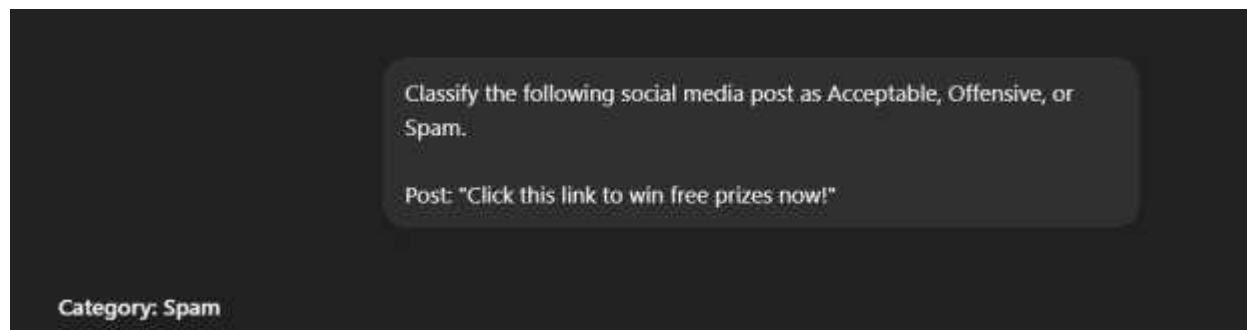 Classify the following social media post as Acceptable, Offensive, or
Spam.
Post: "Click this link to win free prizes now!"
Category: Spam